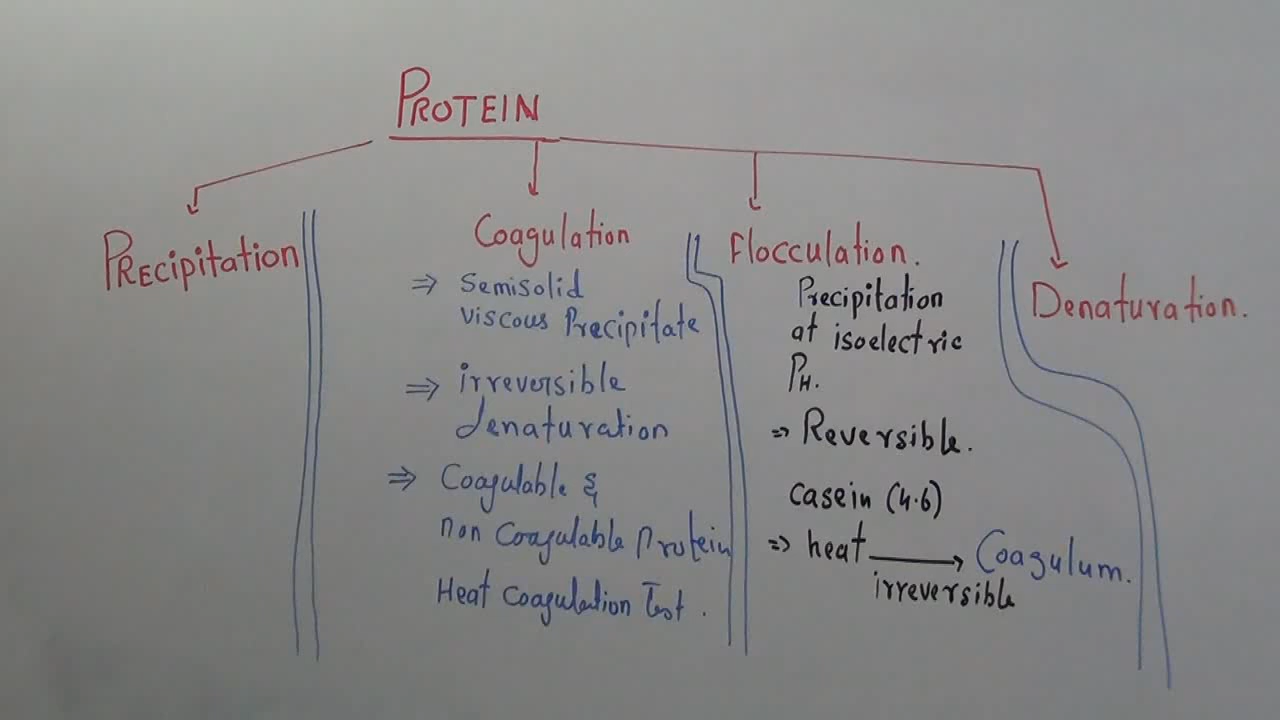 PROTEIN
PRECipitation
Coagulation
⇒ Semisolid
viscous Precipitate
⇒ irreversible
denaturation
⇒ Coagulable &
non Coagulable Protein
Heat Coagulation Test.
Flocculation.
Precipitation
at isoelectric
PH.
⇒ Reversible.
Casein (4.6)
⇒ heat → Coagulum.
irreversible
Denaturation.